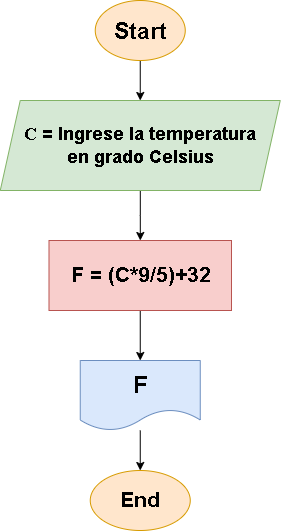 Start
C = Ingrese la temperatura
en grado Celsius
F = (C*9/5)+32
F
End